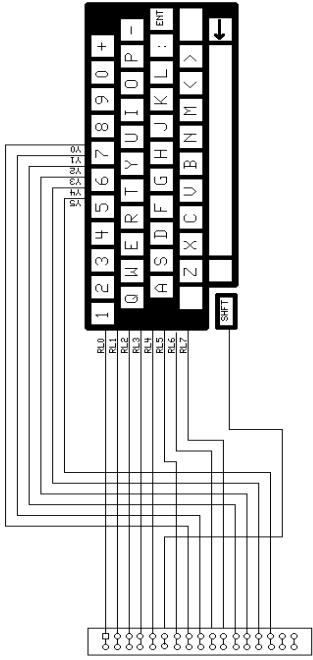 1 2 3 4 5 6 7 8 9 0 +
Q W E R T Y U I O P -
A S D F G H J K L : ENT
Z X C V B N M < >
←
SHFT
Y0
Y1
Y2
Y3
Y4
Y5
RL0
RL1
RL2
RL3
RL4
RL5
RL6
RL7